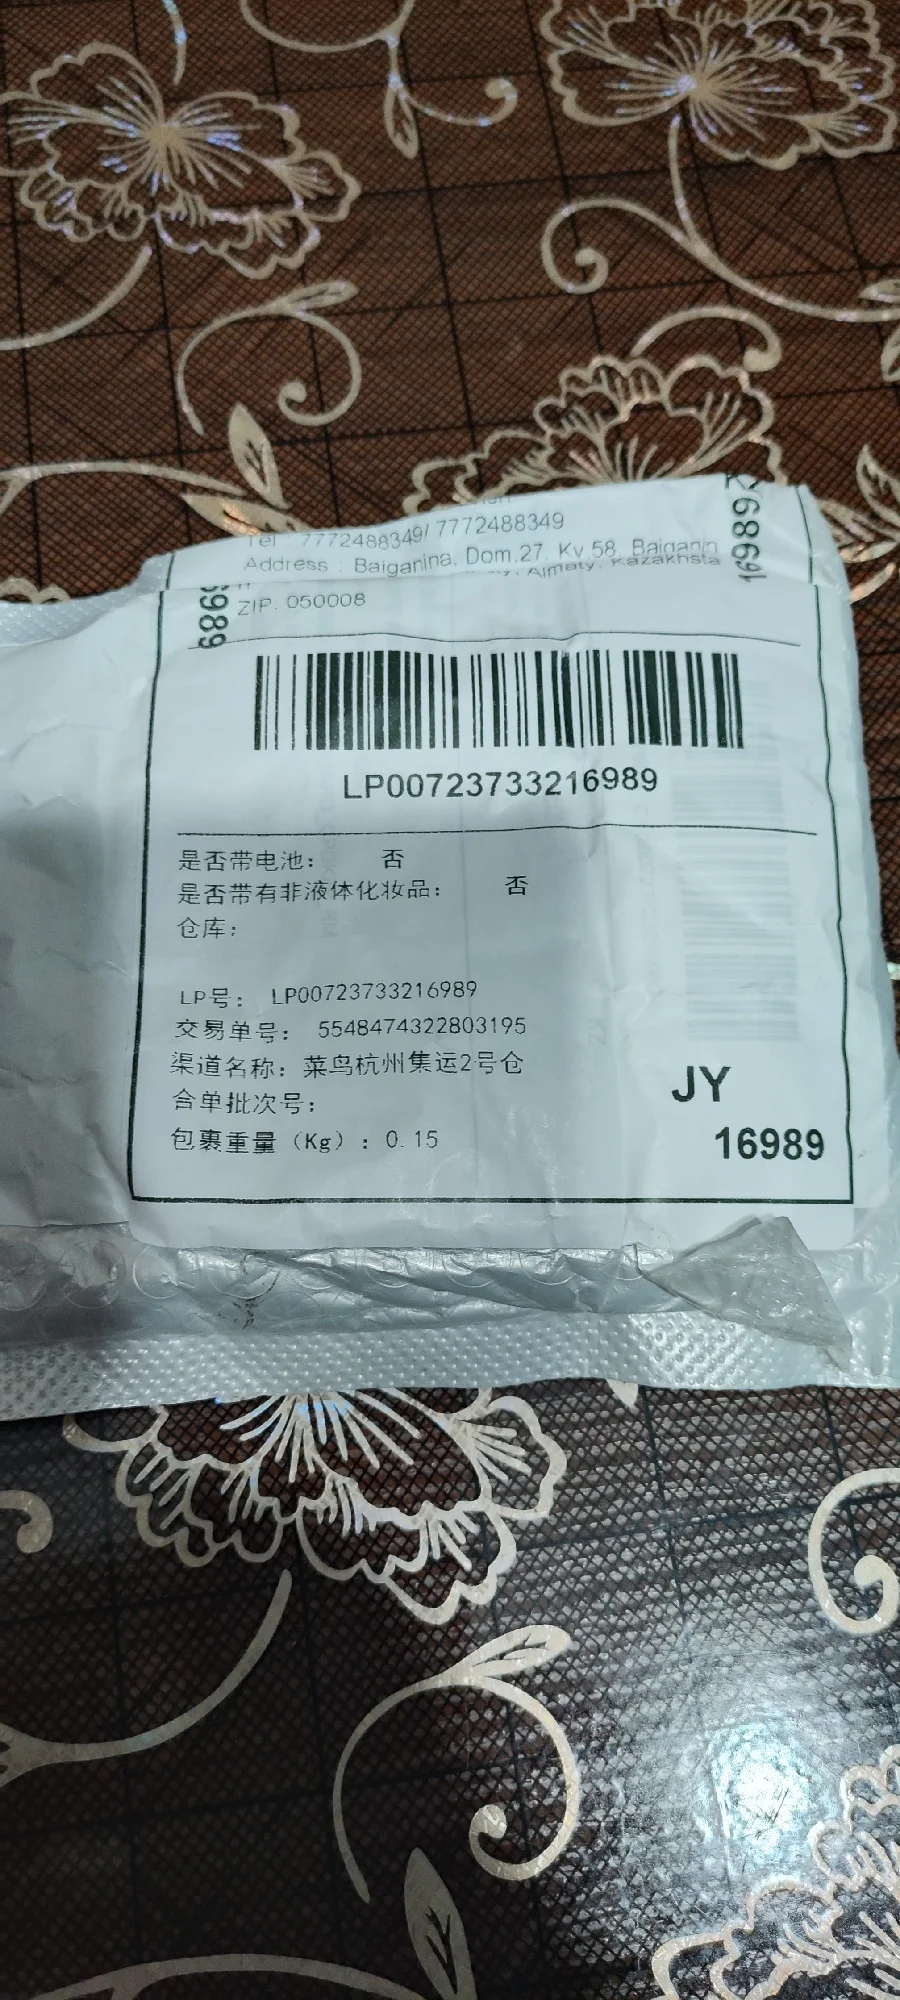 Tel : 7772488349/ 7772488349
Address : Baiganina, Dom,27, Kv,58, Baiganin
Almaty, Kazakhsta
n
ZIP: 050008
16989
6989
LP00723733216989
是否带电池: 否
是否带有非液体化妆品: 否
仓库:
LP号: LP00723733216989
交易单号: 5548474322803195
渠道名称: 菜鸟杭州集运2号仓
合单批次号:
包裹重量 (Kg) : 0.15
JY
16989